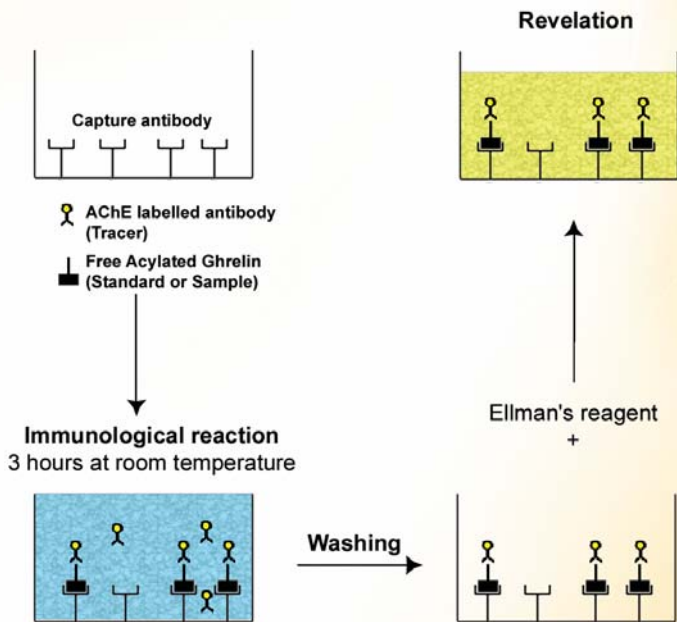 Revelation
Capture antibody
AChE labelled antibody
(Tracer)
Free Acylated Ghrelin
(Standard or Sample)
Immunological reaction
3 hours at room temperature
Washing
Ellman's reagent
+